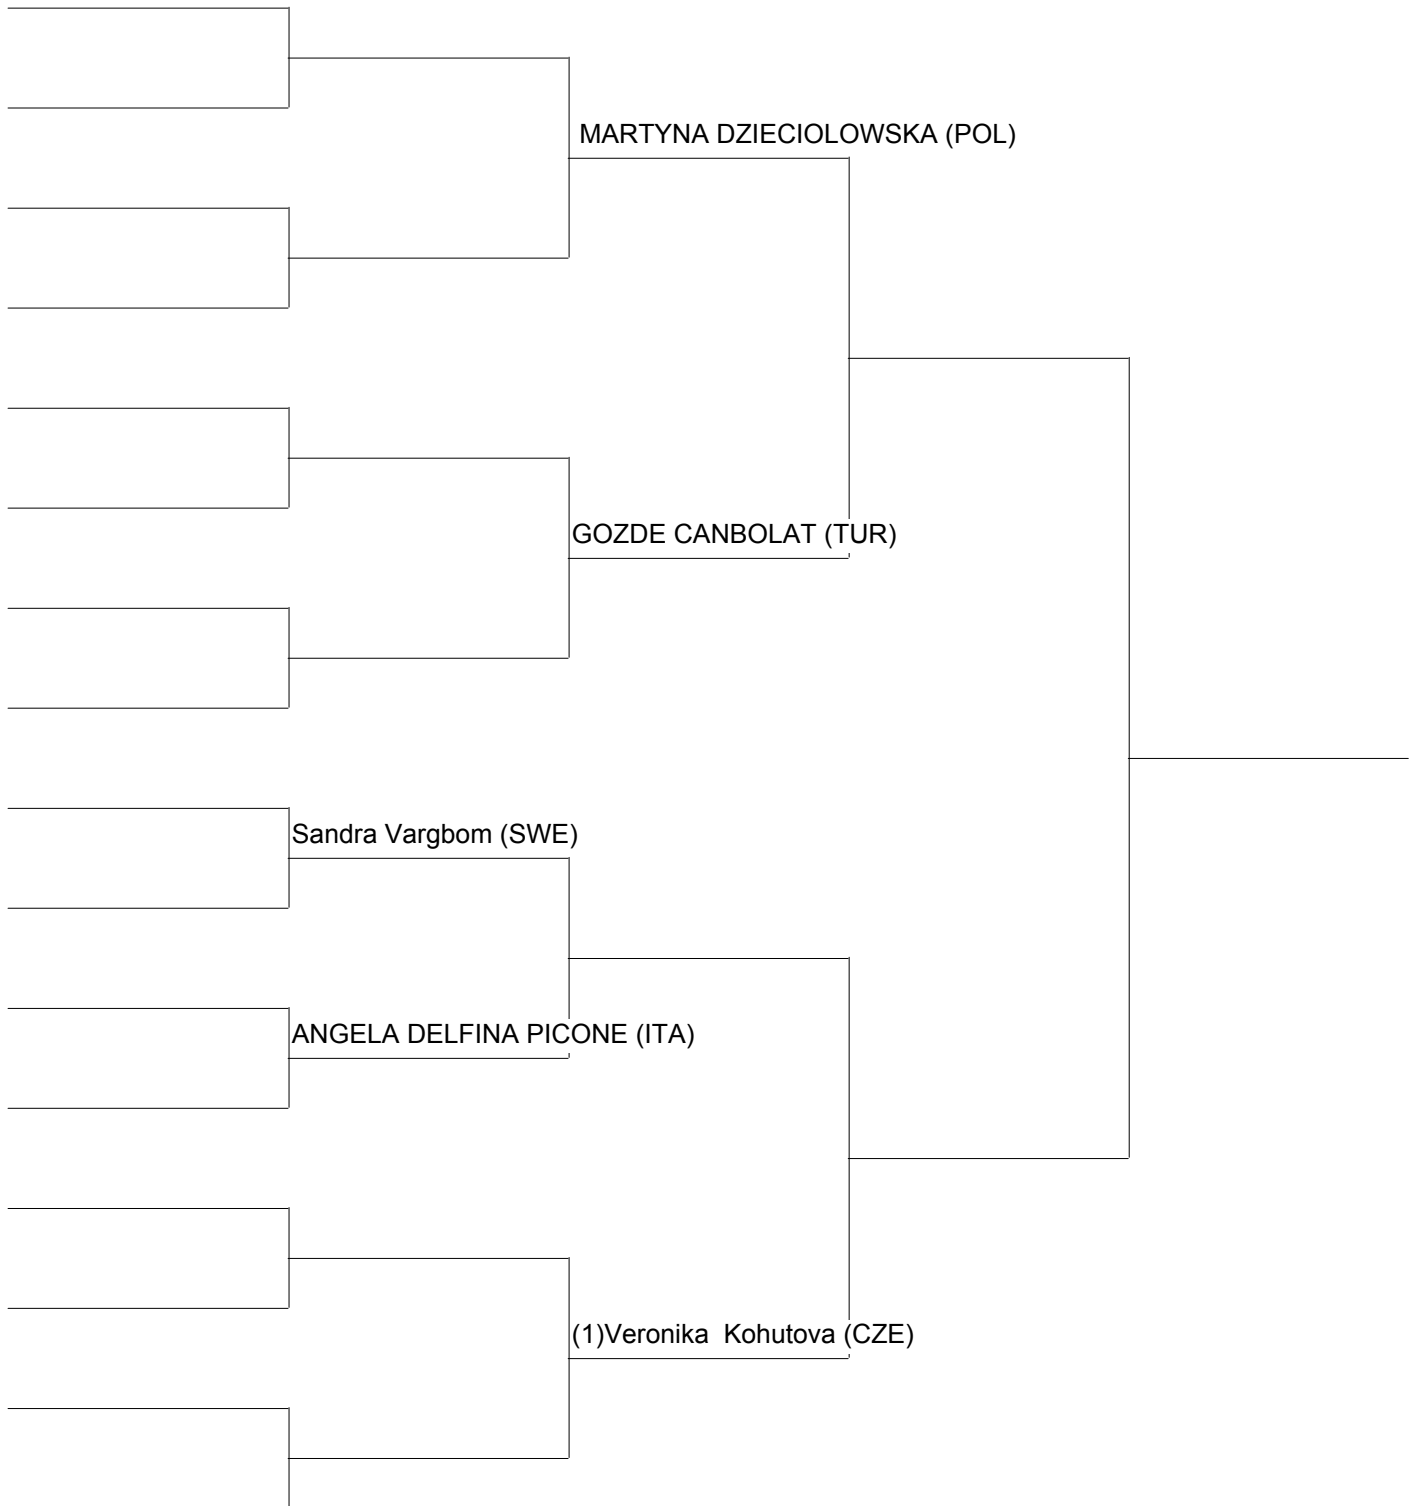 MARTYNA DZIECIOLOWSKA (POL)
GOZDE CANBOLAT (TUR)
Sandra Vargbom (SWE)
ANGELA DELFINA PICONE (ITA)
(1)Veronika  Kohutova (CZE)